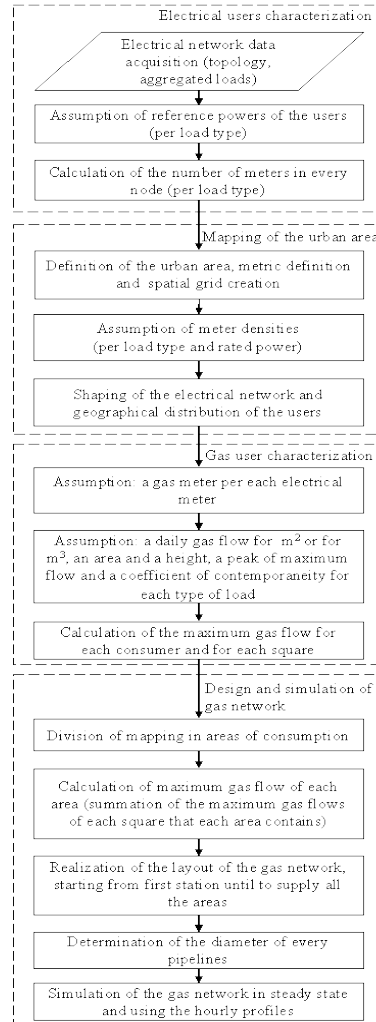 Electrical users characterization
Electrical network data
acquisition (topology,
aggregated loads)
Assumption of reference powers of the users
(per load type)
Calculation of the number of meters in every
node (per load type)
Mapping of the urban area
Definition of the urban area, metric definition
and spatial grid creation
Assumption of meter densities
(per load type and rated power)
Shaping of the electrical network and
geographical distribution of the users
Gas user characterization
Assumption: a gas meter per each electrical
meter
Assumption: a daily gas flow for m² or for
m³, an area and a height, a peak of maximum
flow and a coefficient of contemporaneity for
each type of load
Calculation of the maximum gas flow for
each consumer and for each square
Design and simulation of
gas network
Division of mapping in areas of consumption
Calculation of maximum gas flow of each
area (summation of the maximum gas flows
of each square that each area contains)
Realization of the layout of the gas network,
starting from first station until to supply all
the areas
Determination of the diameter of every
pipelines
Simulation of the gas network in steady state
and using the hourly profiles